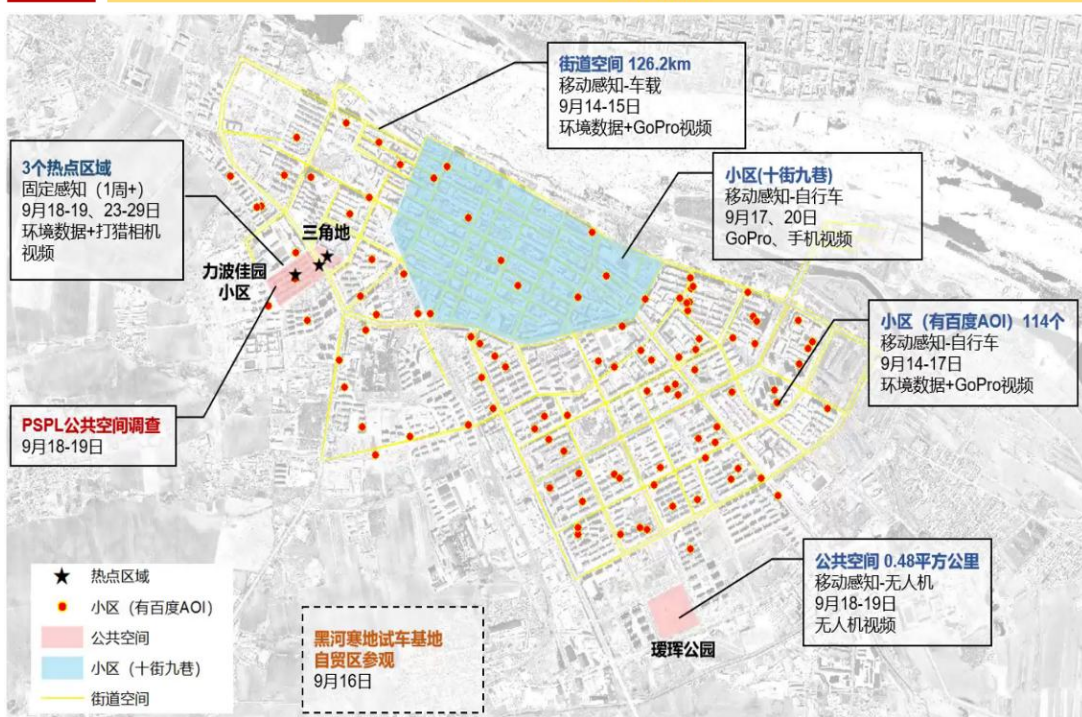 街道空间 126.2km
移动感知-车载
9月14-15日
环境数据+GoPro视频
3个热点区域
固定感知（1周+）
9月18-19、23-29日
环境数据+打猎相机
视频
小区(十街九巷)
移动感知-自行车
9月17、20日
GoPro、手机视频
三角地
力波佳园
小区
小区（有百度AOI）114个
移动感知-自行车
9月14-17日
环境数据+GoPro视频
PSPL公共空间调查
9月18-19日
公共空间 0.48平方公里
移动感知-无人机
9月18-19日
无人机视频
瑷珲公园
热点区域
小区（有百度AOI）
公共空间
小区（十街九巷）
街道空间
黑河寒地试车基地
自贸区参观
9月16日